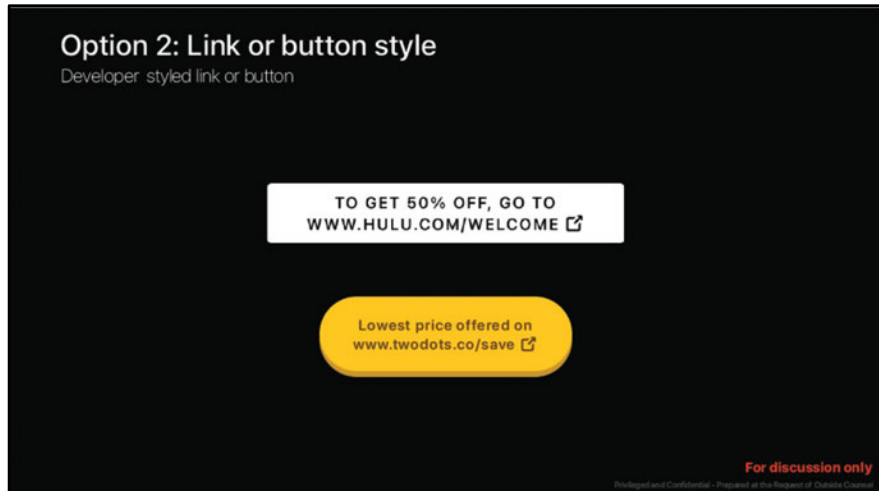 Option 2: Link or button style
Developer styled link or button
TO GET 50% OFF, GO TO
WWW.HULU.COM/WELCOME
Lowest price offered on
www.twodots.co/save
For discussion only
Privileged and Confidential - Prepared at the Request of Outside Counsel